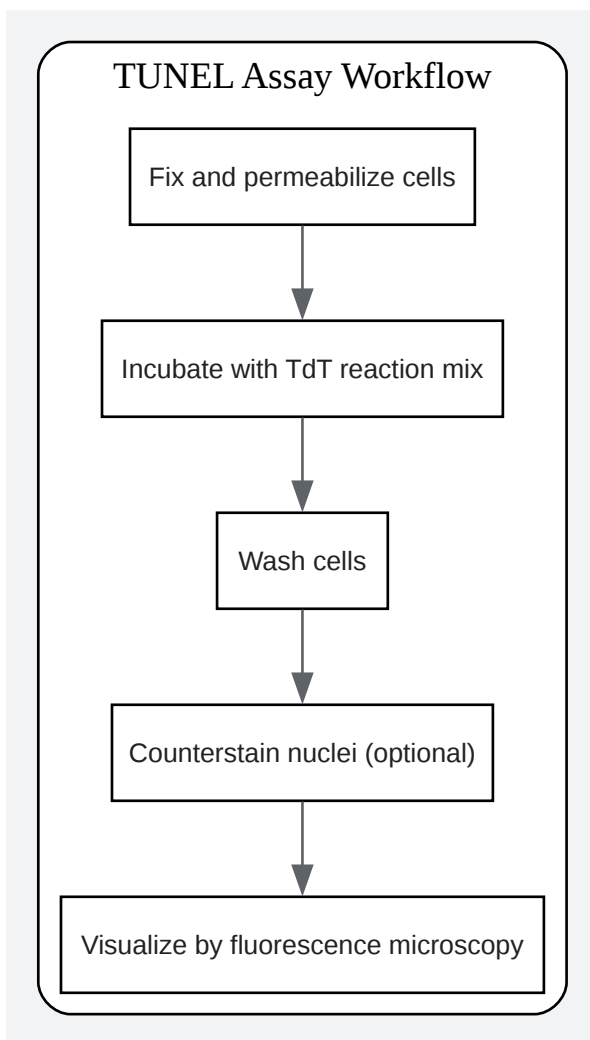 TUNEL Assay Workflow
Fix and permeabilize cells
Incubate with TdT reaction mix
Wash cells
Counterstain nuclei (optional)
Visualize by fluorescence microscopy